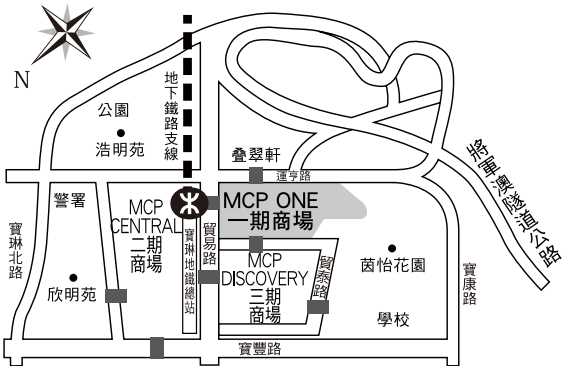 N
地下鐵路支線
公園
浩明苑
疊翠軒
運亨路
將軍澳隧道公路
警署
MCP
CENTRAL
二期
商場
MCP ONE
一期商場
寶琳北路
寶琳地鐵總站
貿易路
MCP
DISCOVERY
三期
商場
貿泰路
茵怡花園
寶康路
欣明苑
學校
寶豐路